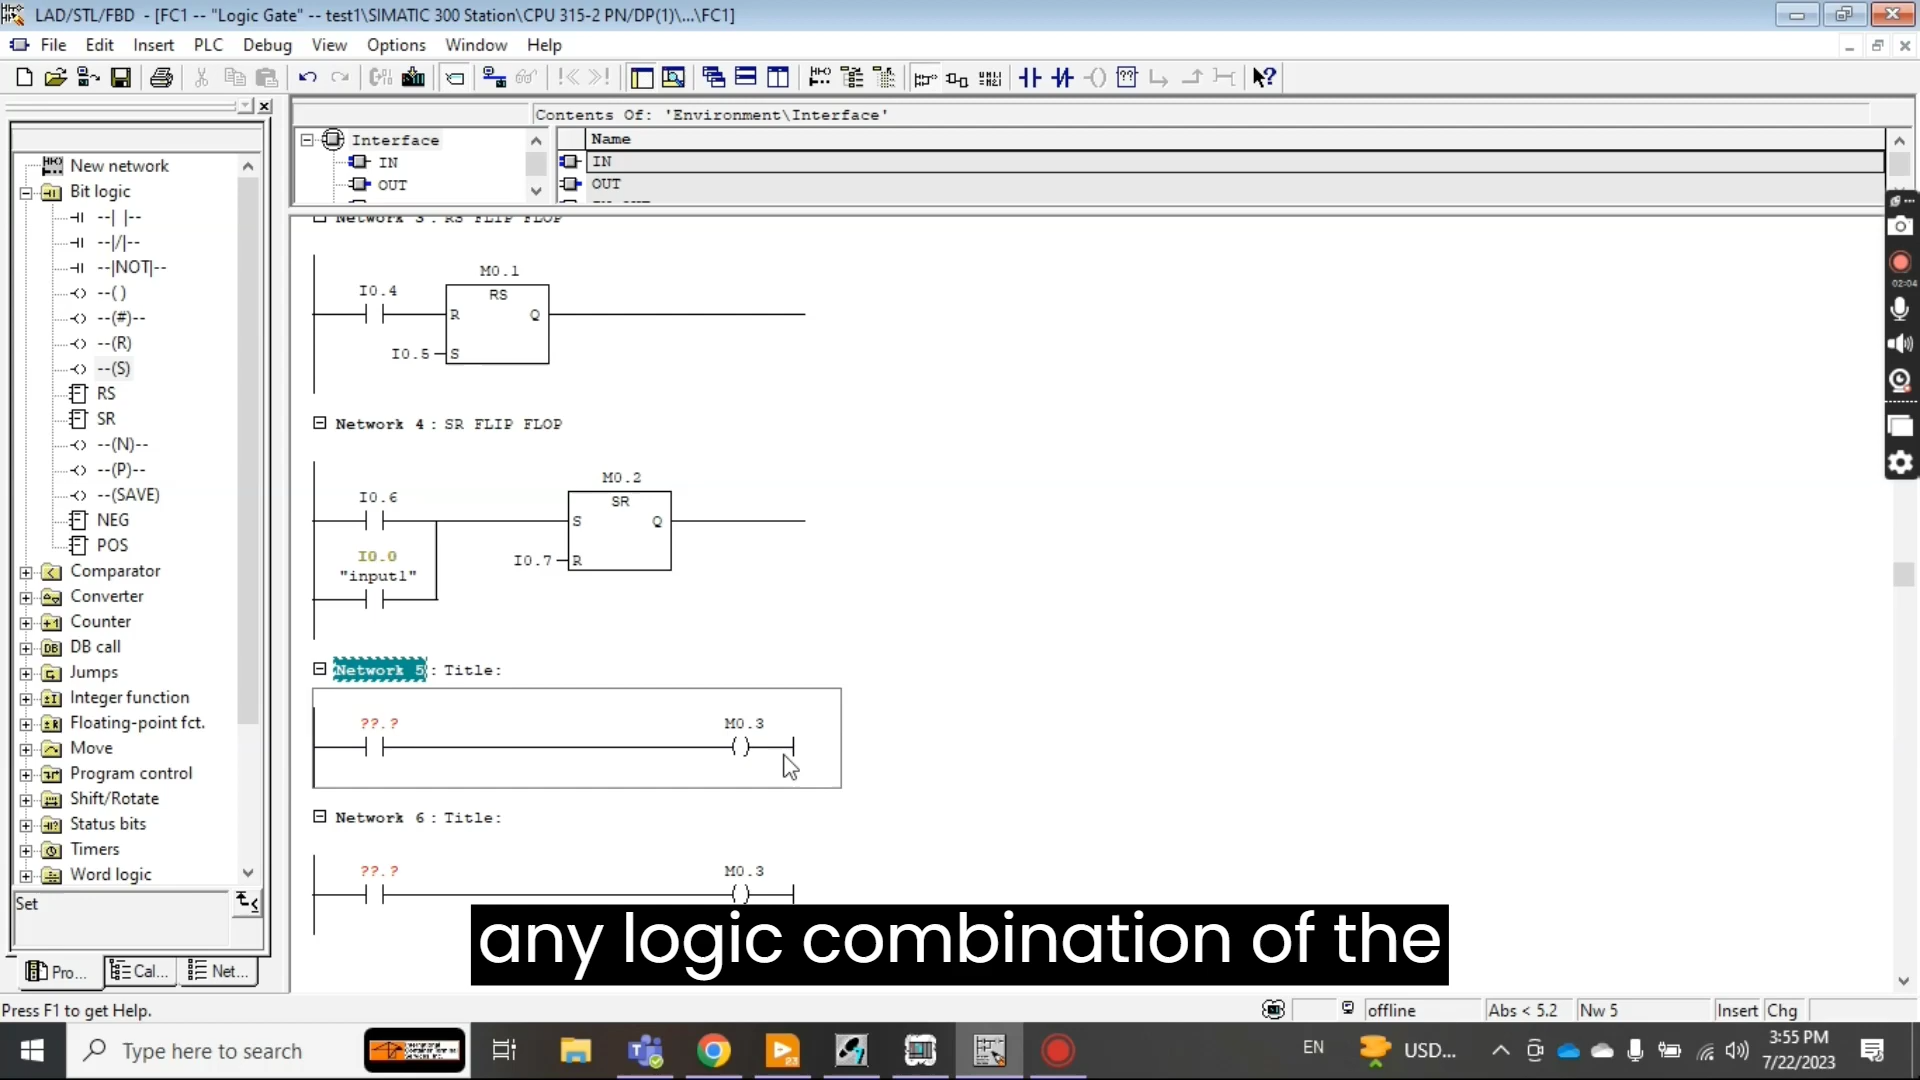 LAD/STL/FBD - [FC1 -- "Logic Gate" -- test1\SIMATIC 300 Station\CPU 315-2 PN/DP(1)\...\FC1]
File Edit Insert PLC Debug View Options Window Help
Contents Of: 'Environment\Interface'
Interface
IN
OUT
Name
IN
OUT
New network
Bit logic
--| |--
--|/|--
--|NOT|--
--( )
--(#)--
--(R)
--(S)
RS
SR
--(N)--
--(P)--
--(SAVE)
NEG
POS
Comparator
Converter
Counter
DB call
Jumps
Integer function
Floating-point fct.
Move
Program control
Shift/Rotate
Status bits
Timers
Word logic
Set
Pro... Cal... Net...
Network 3 : RS FLIP FLOP
M0.1
I0.4
RS
R Q
I0.5 S
Network 4 : SR FLIP FLOP
M0.2
I0.6
SR
S Q
I0.0
"input1"
I0.7 R
Network 5 : Title:
??.? M0.3
Network 6 : Title:
??.? M0.3
any logic combination of the
02:04
Press F1 to get Help.
offline Abs < 5.2 Nw 5 Insert Chg
Type here to search
EN USD...
3:55 PM
7/22/2023